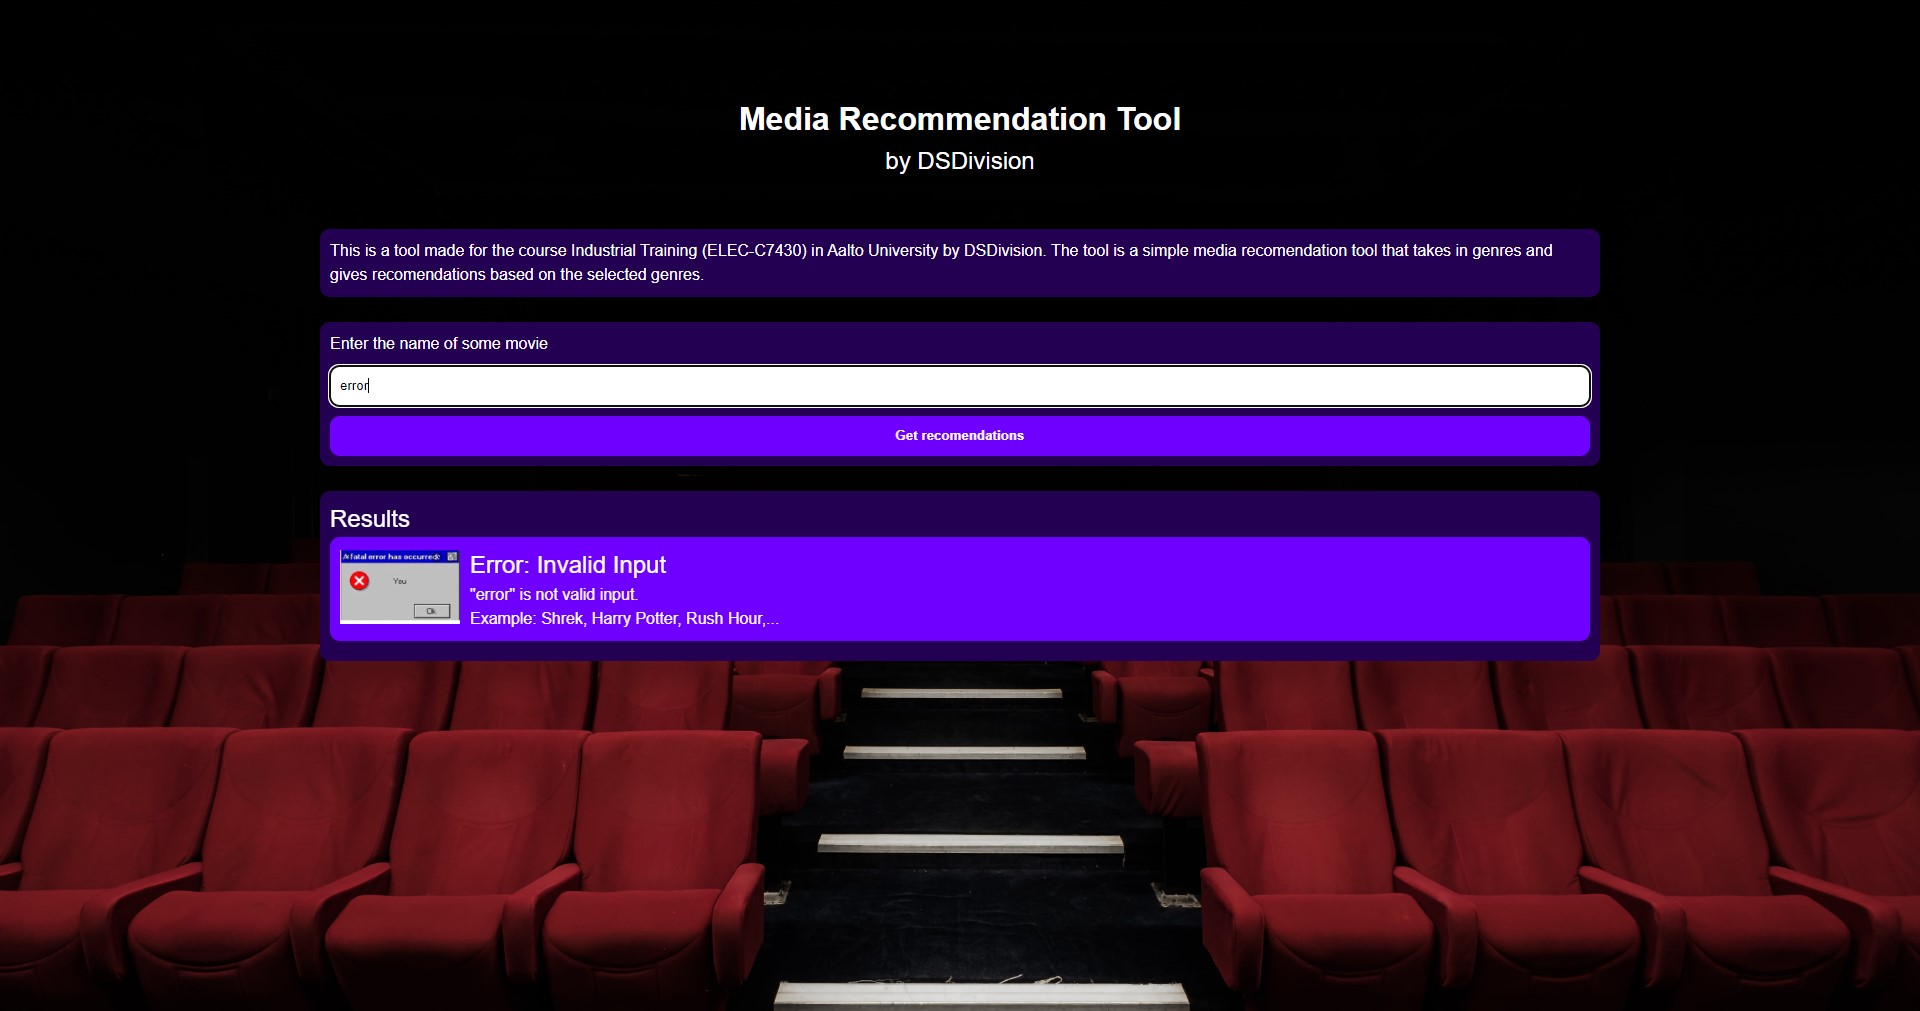 Media Recommendation Tool
by DSDivision
This is a tool made for the course Industrial Training (ELEC-C7430) in Aalto University by DSDivision. The tool is a simple media recomendation tool that takes in genres and
gives recomendations based on the selected genres.
Enter the name of some movie
error
Get recomendations
Results
A fatal error has occurred:
You
Ok
Error: Invalid Input
"error" is not valid input.
Example: Shrek, Harry Potter, Rush Hour,...